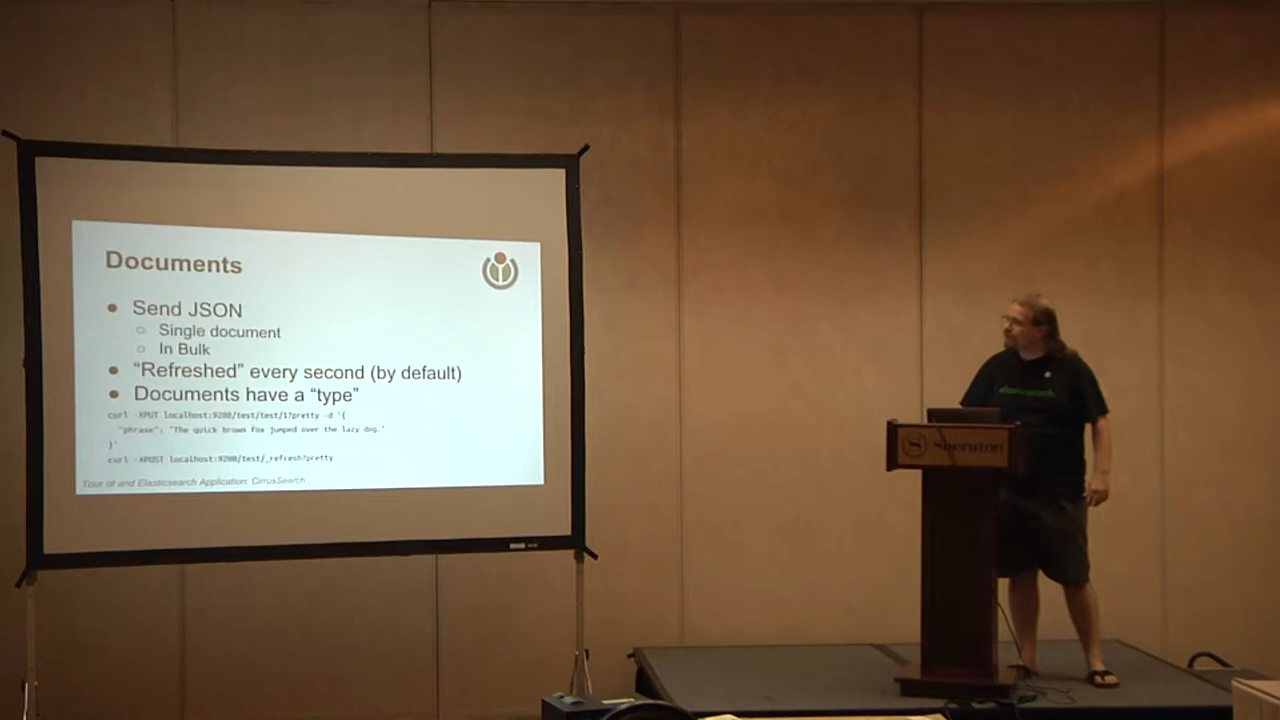 Documents
Send JSON
Single document
In Bulk
"Refreshed" every second (by default)
Documents have a "type"
curl -XPUT localhost:9200/test/test/1?pretty -d '{
"phrase": "The quick brown fox jumped over the lazy dog."
}'
curl -XPOST localhost:9200/test/_refresh?pretty
Tour of and Elasticsearch Application: CirrusSearch
elasticsearch.
S
Sheraton